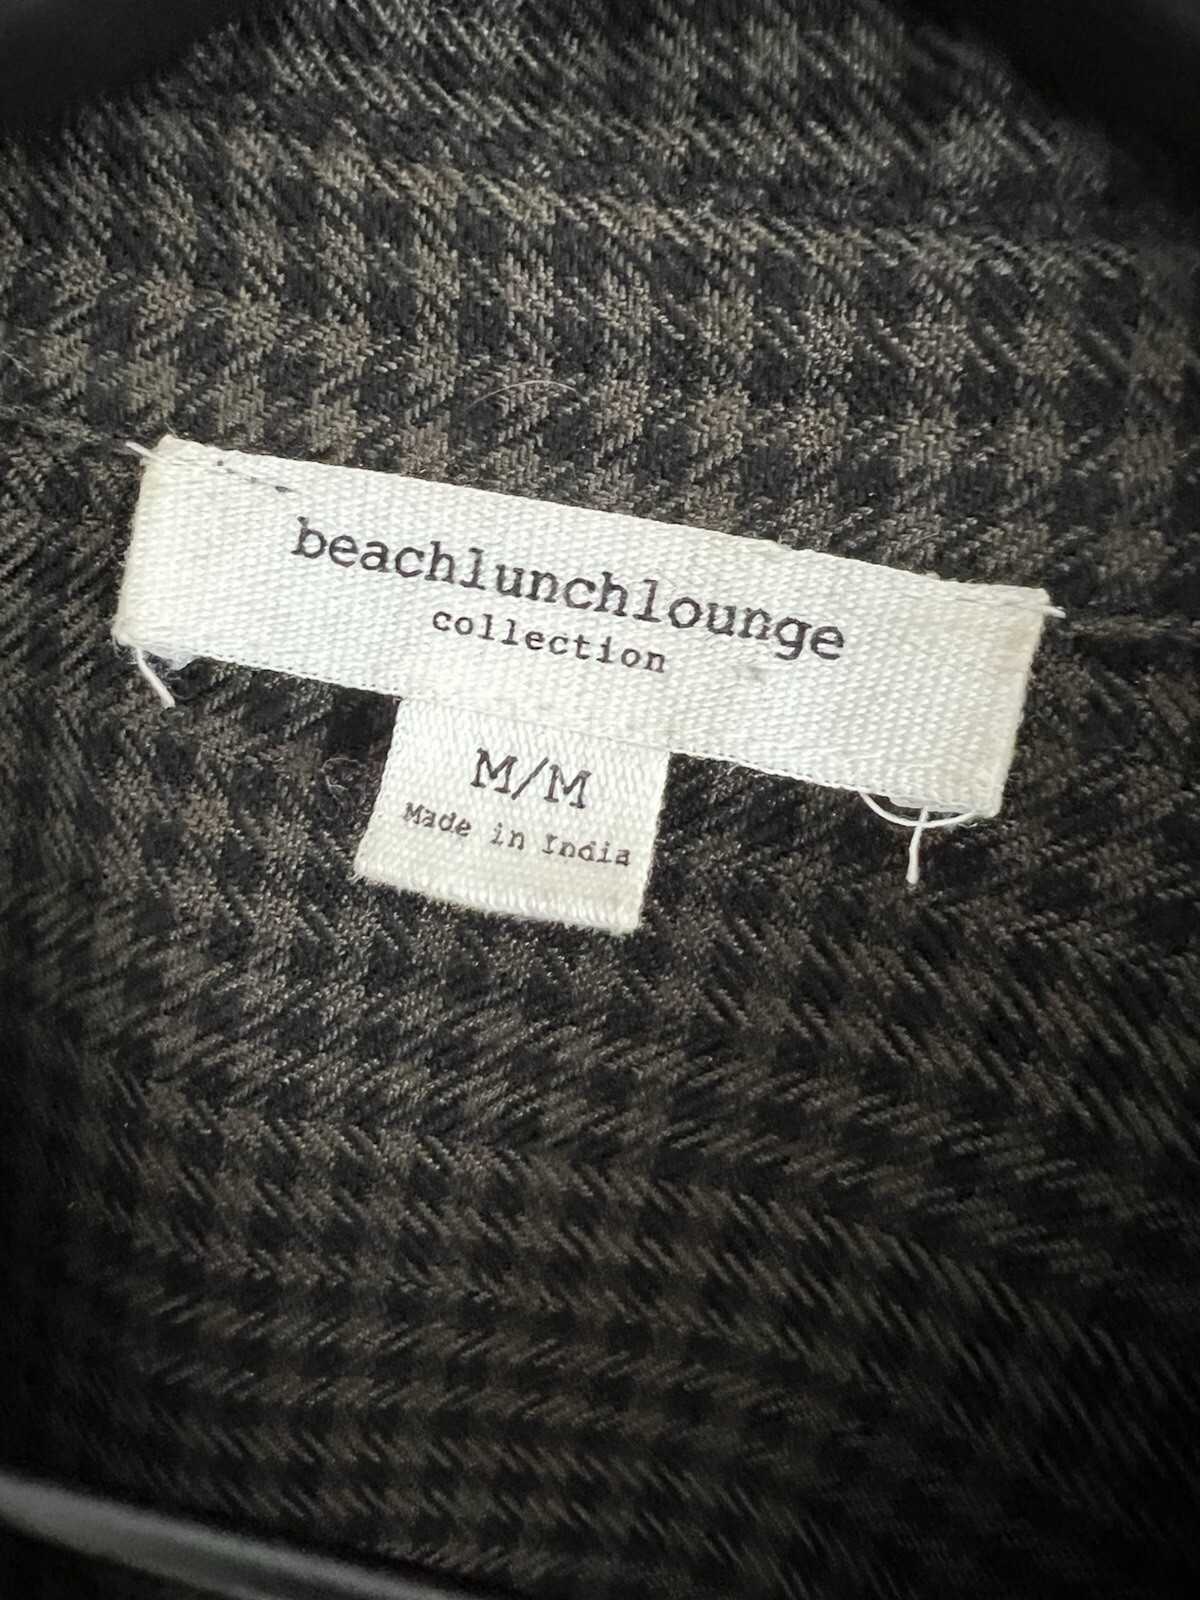 beachlunchlounge
collection
M/M
Made in India